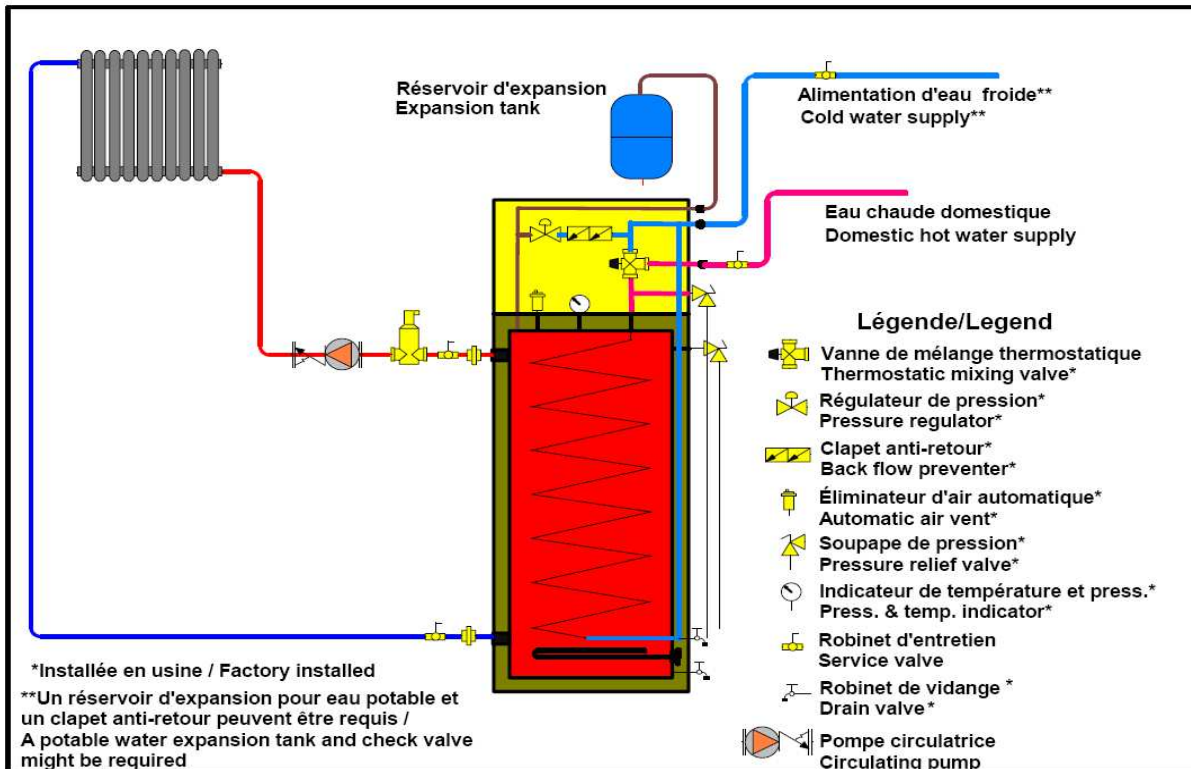 Réservoir d'expansion
Expansion tank
Alimentation d'eau froide**
Cold water supply**
Eau chaude domestique
Domestic hot water supply
Légende/Legend
Vanne de mélange thermostatique
Thermostatic mixing valve*
Régulateur de pression*
Pressure regulator*
Clapet anti-retour*
Back flow preventer*
Éliminateur d'air automatique*
Automatic air vent*
Soupape de pression*
Pressure relief valve*
Indicateur de température et press.*
Press. & temp. indicator*
Robinet d'entretien
Service valve
Robinet de vidange *
Drain valve*
Pompe circulatrice
Circulating pump
*Installée en usine / Factory installed
**Un réservoir d'expansion pour eau potable et
un clapet anti-retour peuvent être requis /
A potable water expansion tank and check valve
might be required